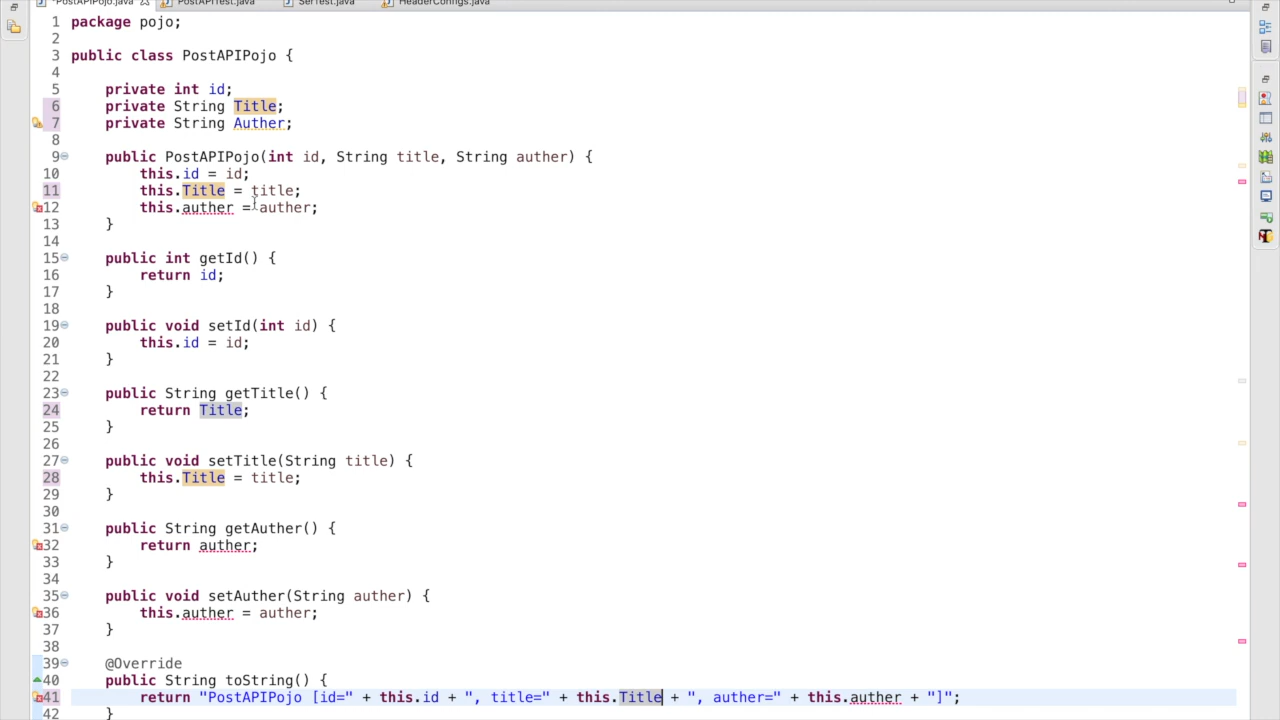 *PostAPIPojo.java PostAPITest.java SerTest.java HeaderConfigs.java
1 package pojo;
2
3 public class PostAPIPojo {
4
5 private int id;
6 private String Title;
7 private String Auther;
8
9 public PostAPIPojo(int id, String title, String auther) {
10 this.id = id;
11 this.Title = title;
12 this.auther = auther;
13 }
14
15 public int getId() {
16 return id;
17 }
18
19 public void setId(int id) {
20 this.id = id;
21 }
22
23 public String getTitle() {
24 return Title;
25 }
26
27 public void setTitle(String title) {
28 this.Title = title;
29 }
30
31 public String getAuther() {
32 return auther;
33 }
34
35 public void setAuther(String auther) {
36 this.auther = auther;
37 }
38
39 @Override
40 public String toString() {
41 return "PostAPIPojo [id=" + this.id + ", title=" + this.Title + ", auther=" + this.auther + "]";
42 }